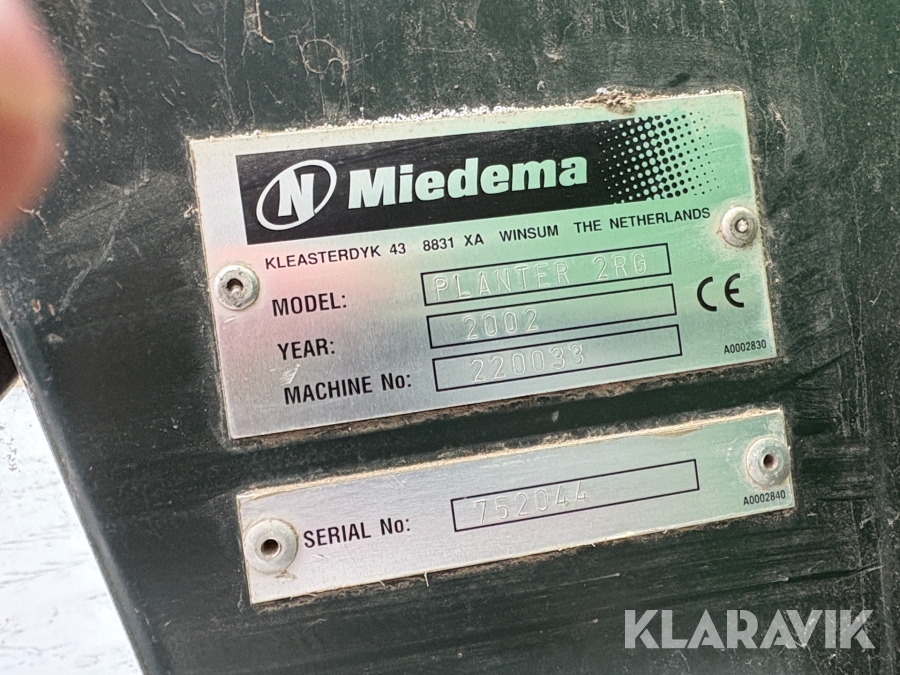 N Miedema
KLEASTERDYK 43 8831 XA WINSUM THE NETHERLANDS
MODEL: PLANTER 2RG
YEAR: 2002
MACHINE No: 220033
CE
A0002830
SERIAL No: 752044
A0002840
KLARAVIK